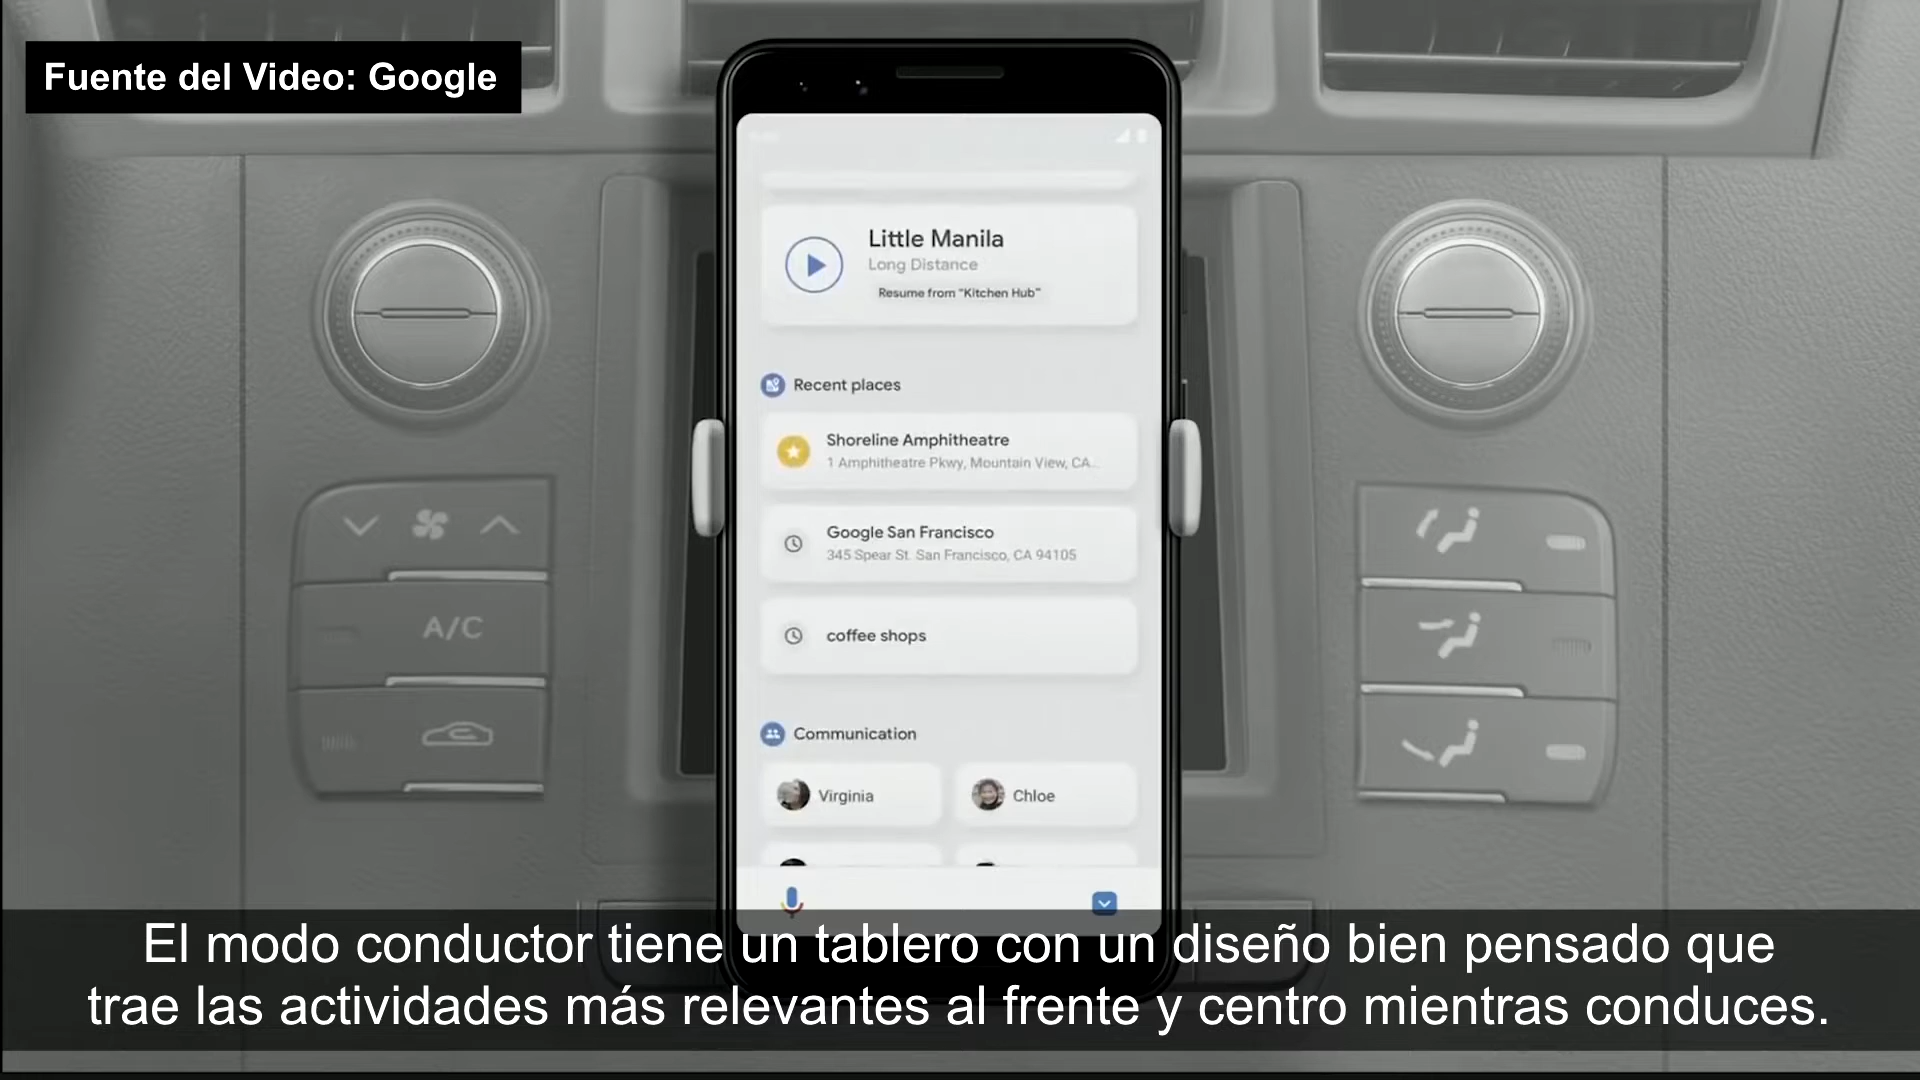 Fuente del Video: Google
Little Manila
Long Distance
Resume from "Kitchen Hub"
Recent places
Shoreline Amphitheatre
1 Amphitheatre Pkwy, Mountain View, CA...
Google San Francisco
345 Spear St. San Francisco, CA 94105
A/C
coffee shops
Communication
Virginia
Chloe
El modo conductor tiene un tablero con un diseño bien pensado que
trae las actividades más relevantes al frente y centro mientras conduces.